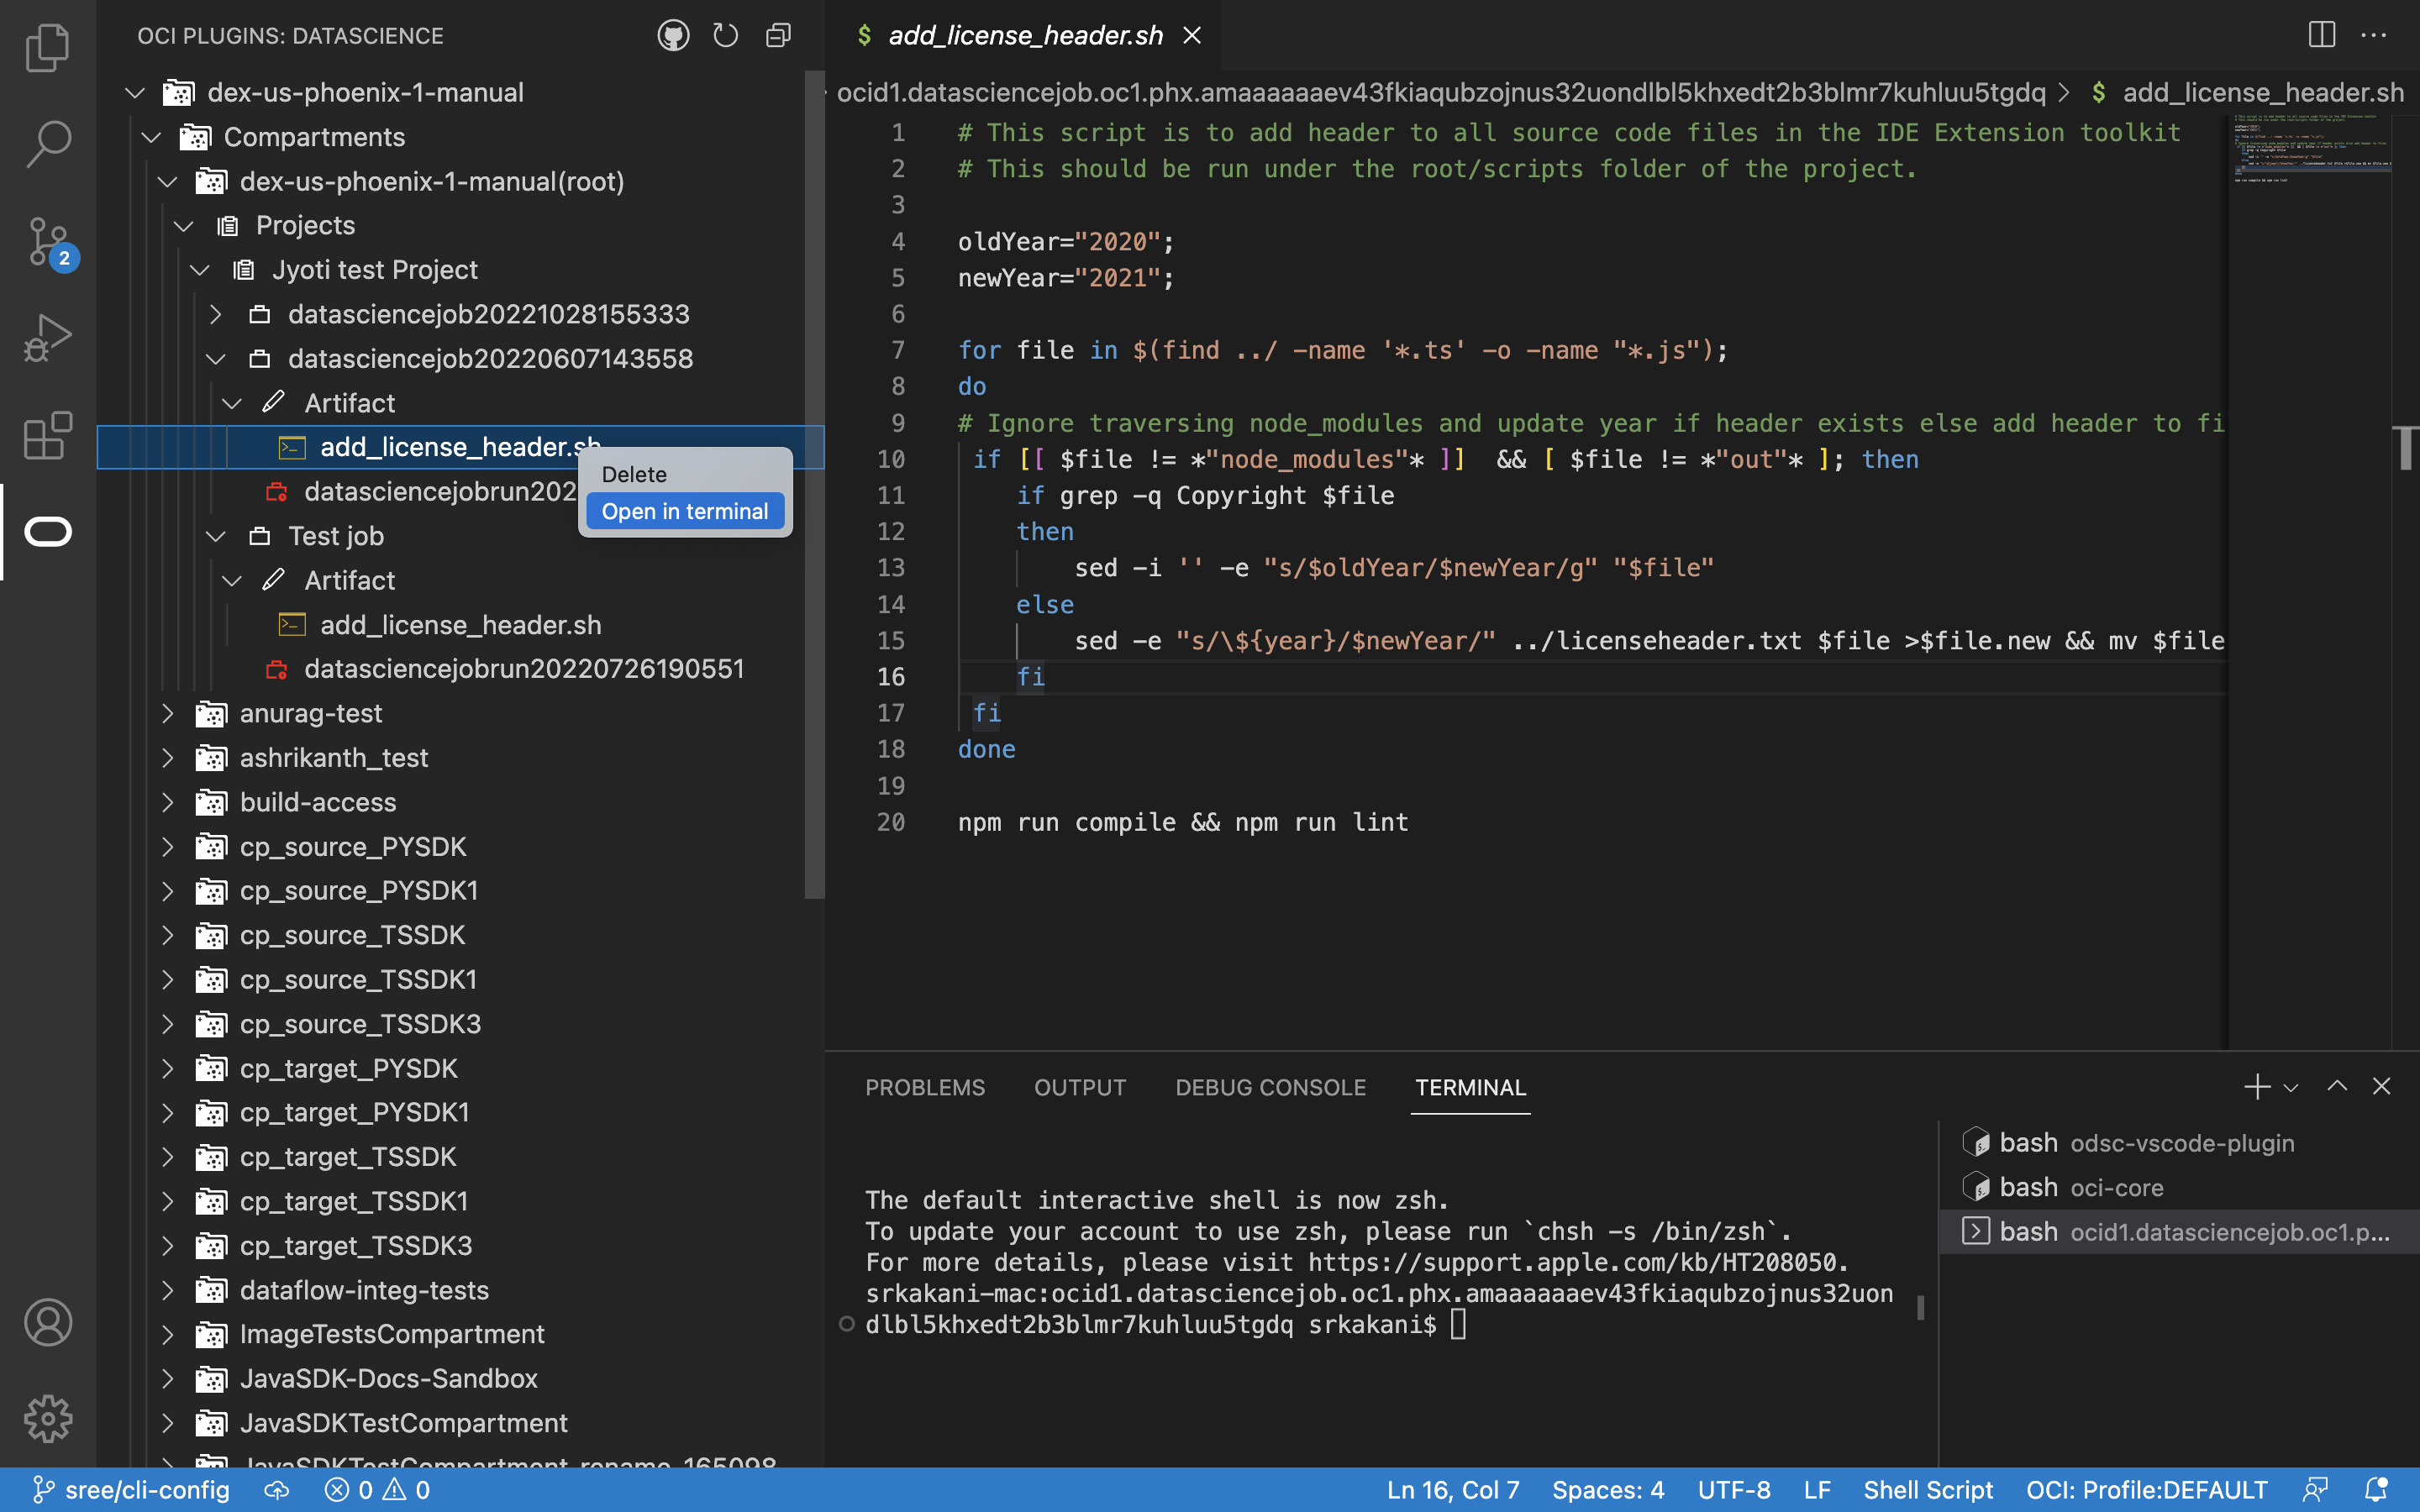 OCI PLUGINS: DATASCIENCE
dex-us-phoenix-1-manual
Compartments
dex-us-phoenix-1-manual(root)
Projects
Jyoti test Project
datasciencejob20221028155333
datasciencejob20220607143558
Artifact
add_license_header.sh
Delete
datasciencejobrun202
Open in terminal
Test job
Artifact
add_license_header.sh
datasciencejobrun20220726190551
anurag-test
ashrikanth_test
build-access
cp_source_PYSDK
cp_source_PYSDK1
cp_source_TSSDK
cp_source_TSSDK1
cp_source_TSSDK3
cp_target_PYSDK
cp_target_PYSDK1
cp_target_TSSDK
cp_target_TSSDK1
cp_target_TSSDK3
dataflow-integ-tests
ImageTestsCompartment
JavaSDK-Docs-Sandbox
JavaSDKTestCompartment
JavaSDKTestCompartment_rename_165098
2
$ add_license_header.sh
ocid1.datasciencejob.oc1.phx.amaaaaaaev43fkiaqubzojnus32uondlbl5khxedt2b3blmr7kuhluu5tgdq > $ add_license_header.sh
1 # This script is to add header to all source code files in the IDE Extension toolkit
2 # This should be run under the root/scripts folder of the project.
3
4 oldYear="2020";
5 newYear="2021";
6
7 for file in $(find ../ -name '*.ts' -o -name "*.js");
8 do
9 # Ignore traversing node_modules and update year if header exists else add header to fi
10 if [[ $file != *"node_modules"* ]] && [ $file != *"out"* ]; then
11 if grep -q Copyright $file
12 then
13 sed -i '' -e "s/$oldYear/$newYear/g" "$file"
14 else
15 sed -e "s/\${year}/$newYear/" ../licenseheader.txt $file >$file.new && mv $file
16 fi
17 fi
18 done
19
20 npm run compile && npm run lint
PROBLEMS OUTPUT DEBUG CONSOLE TERMINAL
The default interactive shell is now zsh.
To update your account to use zsh, please run `chsh -s /bin/zsh`.
For more details, please visit https://support.apple.com/kb/HT208050.
srkakani-mac:ocid1.datasciencejob.oc1.phx.amaaaaaaev43fkiaqubzojnus32uon
dlbl5khxedt2b3blmr7kuhluu5tgdq srkakani$
bash odsc-vscode-plugin
bash oci-core
bash ocid1.datasciencejob.oc1.p...
sree/cli-config 0 0 Ln 16, Col 7 Spaces: 4 UTF-8 LF Shell Script OCI: Profile:DEFAULT